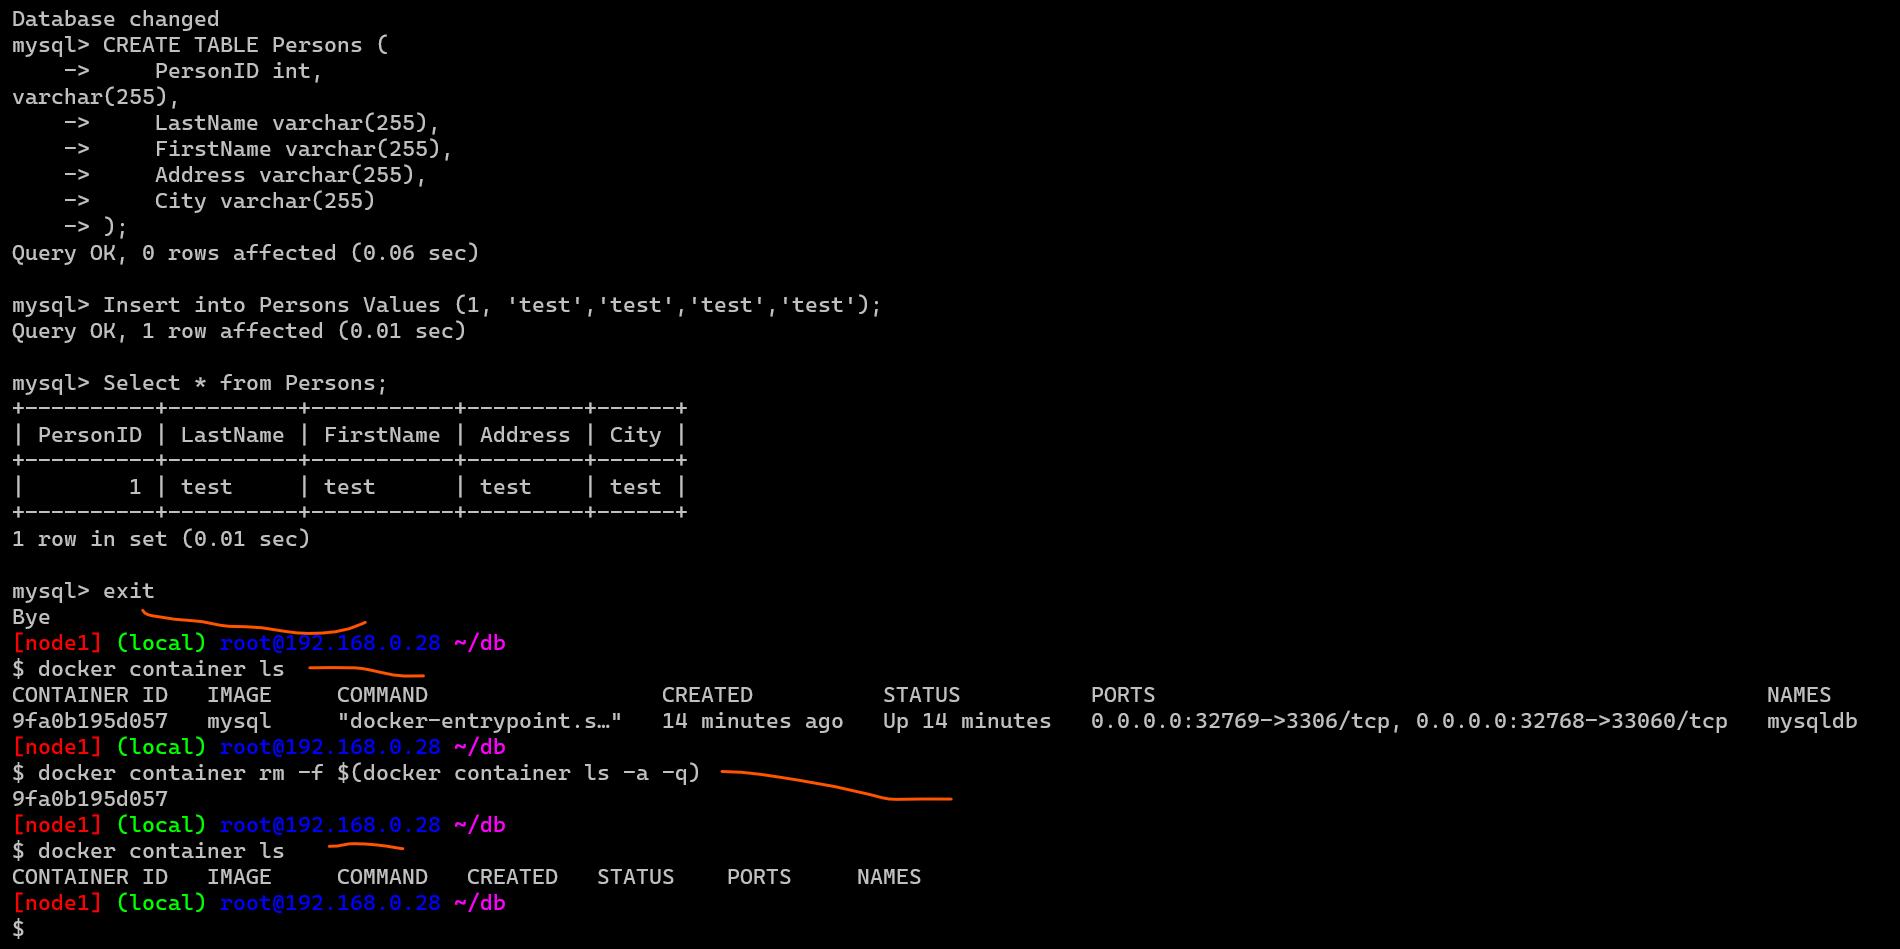 Database changed
mysql> CREATE TABLE Persons (
    ->     PersonID int,
varchar(255),
    ->     LastName varchar(255),
    ->     FirstName varchar(255),
    ->     Address varchar(255),
    ->     City varchar(255)
    -> );
Query OK, 0 rows affected (0.06 sec)
mysql> Insert into Persons Values (1, 'test','test','test','test');
Query OK, 1 row affected (0.01 sec)
mysql> Select * from Persons;
+----------+----------+-----------+---------+------+
| PersonID | LastName | FirstName | Address | City |
+----------+----------+-----------+---------+------+
|        1 | test     | test      | test    | test |
+----------+----------+-----------+---------+------+
1 row in set (0.01 sec)
mysql> exit
Bye
[node1] (local) root@192.168.0.28 ~/db
$ docker container ls
CONTAINER ID   IMAGE     COMMAND                  CREATED          STATUS          PORTS                                               NAMES
9fa0b195d057   mysql     "docker-entrypoint.s…"   14 minutes ago   Up 14 minutes   0.0.0.0:32769->3306/tcp, 0.0.0.0:32768->33060/tcp   mysqldb
[node1] (local) root@192.168.0.28 ~/db
$ docker container rm -f $(docker container ls -a -q)
9fa0b195d057
[node1] (local) root@192.168.0.28 ~/db
$ docker container ls
CONTAINER ID   IMAGE     COMMAND   CREATED   STATUS    PORTS     NAMES
[node1] (local) root@192.168.0.28 ~/db
$